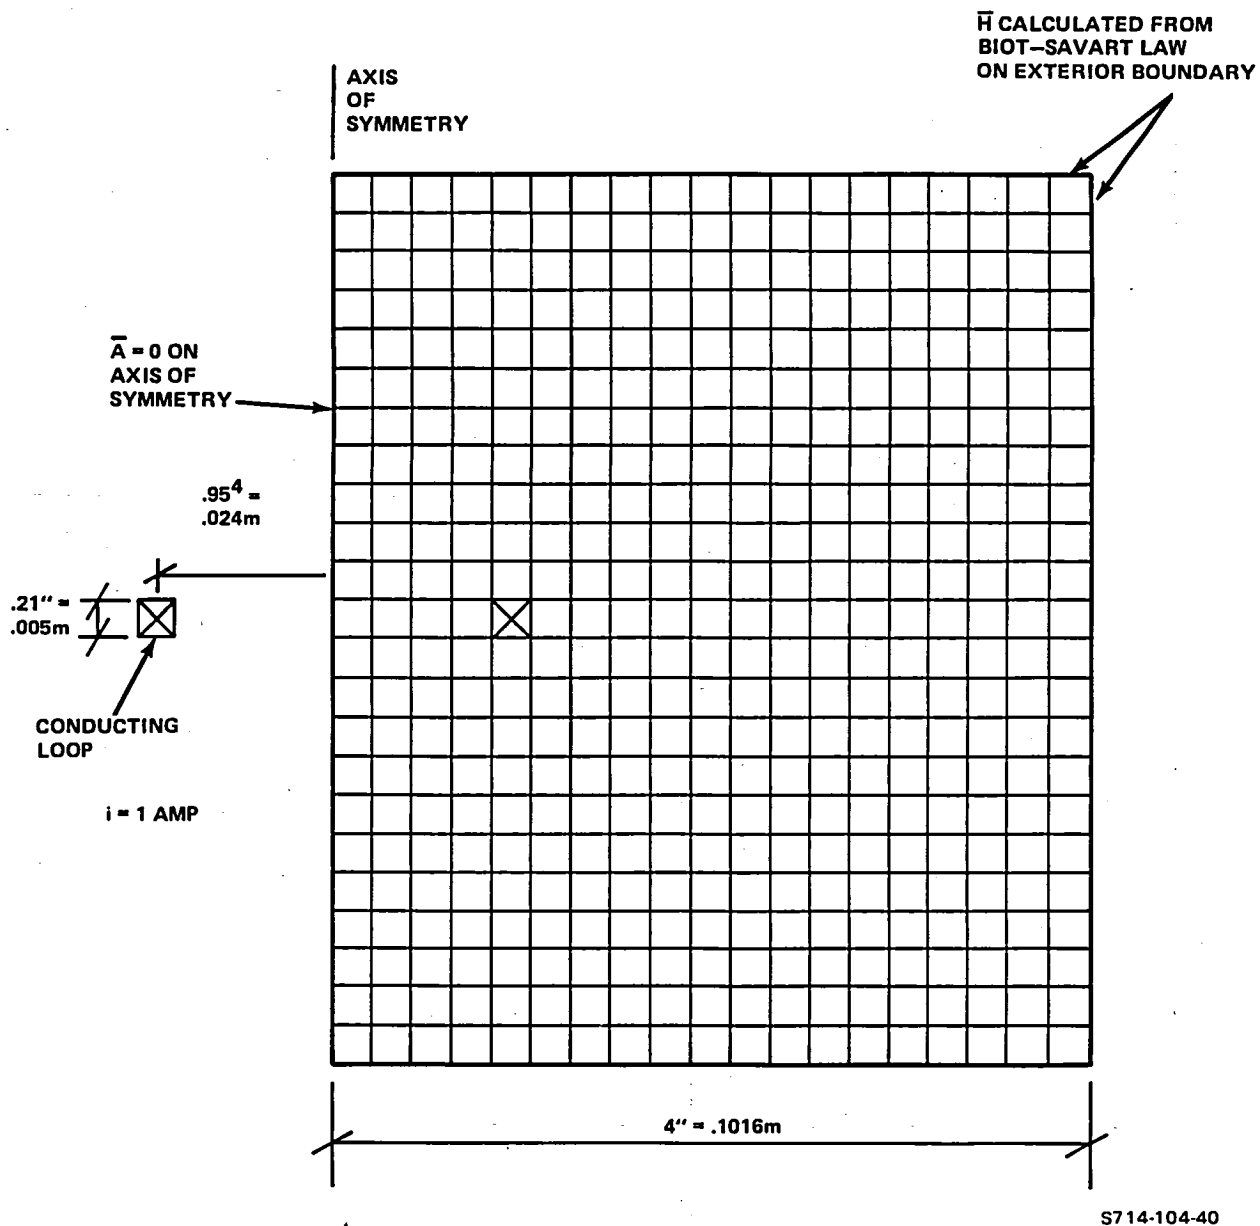 H̅ CALCULATED FROM
BIOT–SAVART LAW
ON EXTERIOR BOUNDARY
AXIS
OF
SYMMETRY
A̅ = 0 ON
AXIS OF
SYMMETRY
.95⁴ =
.024m
.21" =
.005m
CONDUCTING
LOOP
i = 1 AMP
4" = .1016m
S714-104-40